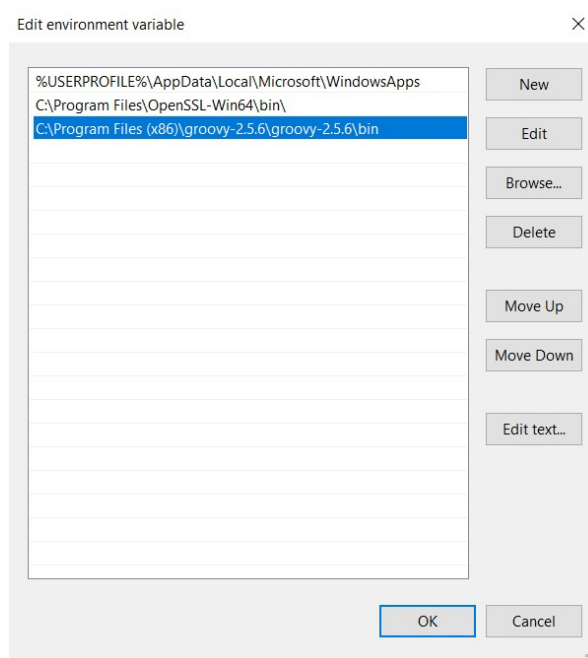 Edit environment variable
%USERPROFILE%\AppData\Local\Microsoft\WindowsApps
C:\Program Files\OpenSSL-Win64\bin\
C:\Program Files (x86)\groovy-2.5.6\groovy-2.5.6\bin
New
Edit
Browse...
Delete
Move Up
Move Down
Edit text...
OK
Cancel